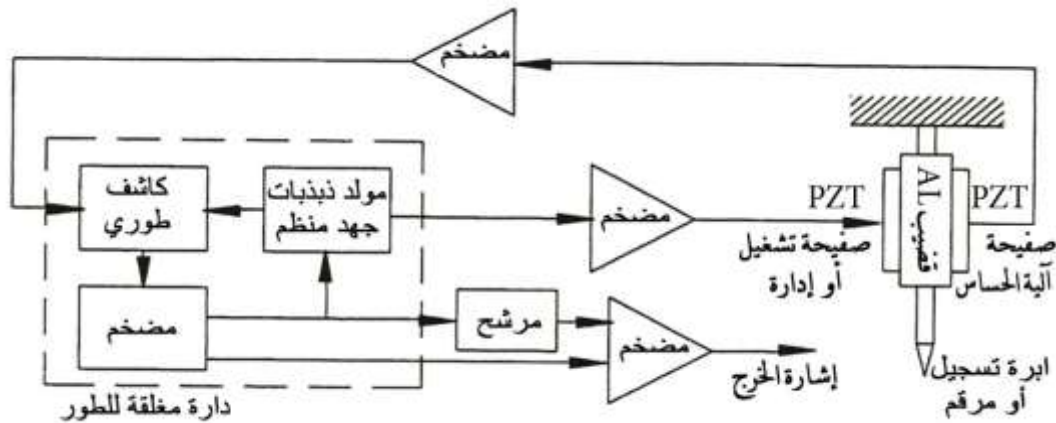 مضخم
كاشف
طوري
مولد ذبذبات
جهد منظم
مضخم
PZT
صفيحة تشغيل
أو إدارة
قضيب AL
PZT
صفيحة
آلية الحساس
مضخم
مرشح
مضخم
إشارة الخرج
ابرة تسجيل
أو مرقم
دارة مغلقة للطور